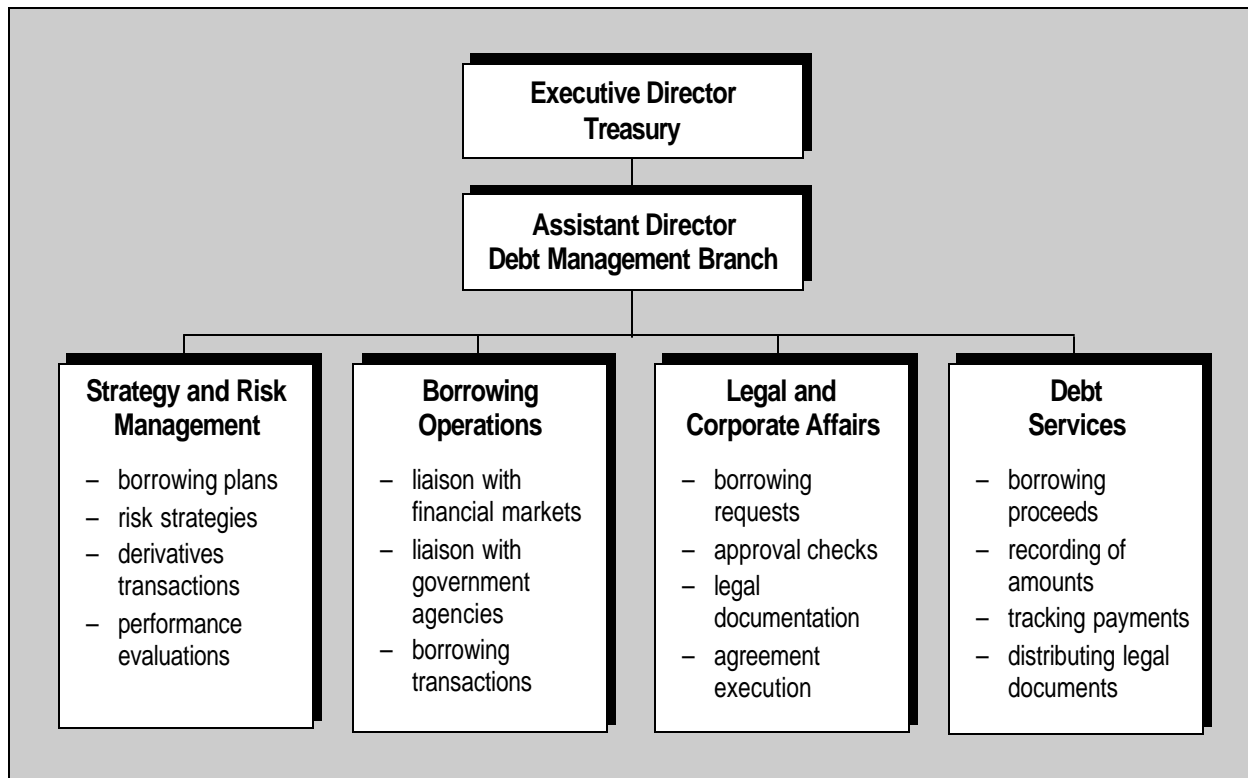 Executive Director
Treasury
Assistant Director
Debt Management Branch
Strategy and Risk
Management
– borrowing plans
– risk strategies
– derivatives
transactions
– performance
evaluations
Borrowing
Operations
– liaison with
financial markets
– liaison with
government
agencies
– borrowing
transactions
Legal and
Corporate Affairs
– borrowing
requests
– approval checks
– legal
documentation
– agreement
execution
Debt
Services
– borrowing
proceeds
– recording of
amounts
– tracking payments
– distributing legal
documents